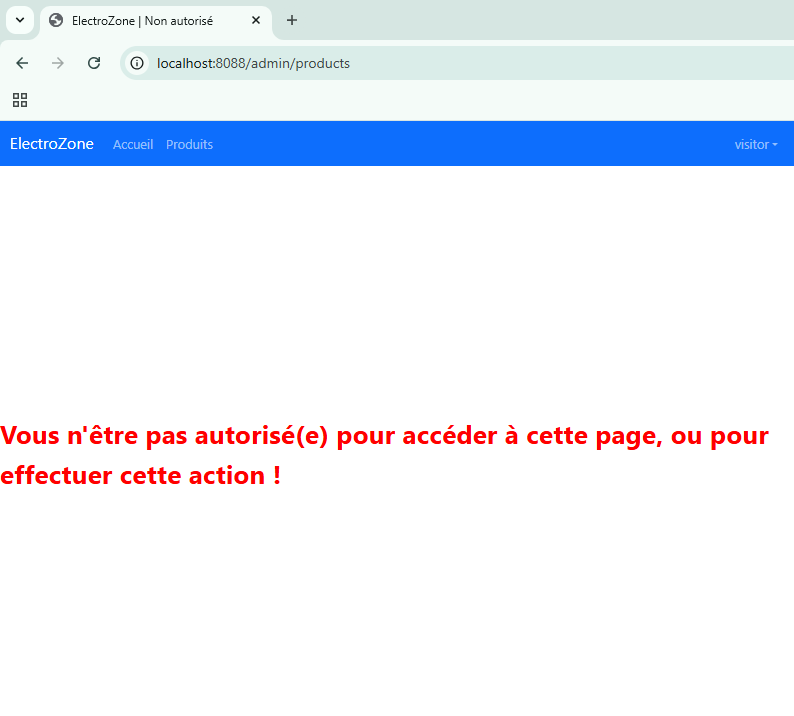 ElectroZone | Non autorisé
localhost:8088/admin/products
ElectroZone Accueil Produits visitor
Vous n'être pas autorisé(e) pour accéder à cette page, ou pour
effectuer cette action !